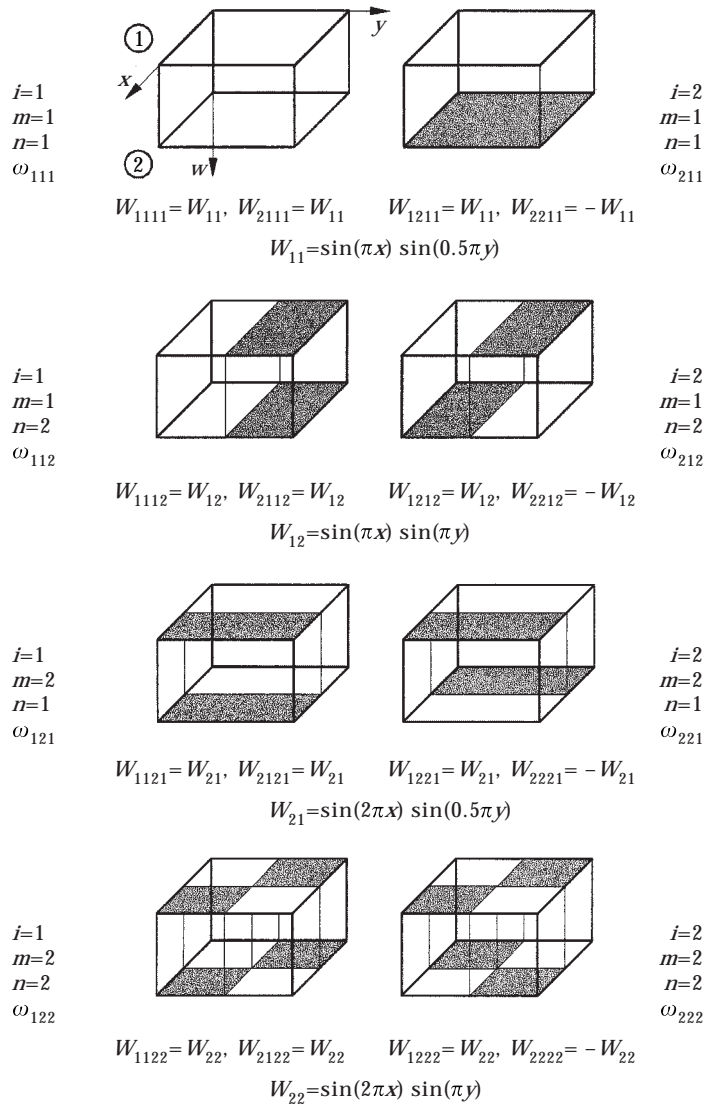 1
y
x
2
w
i=1
m=1
n=1
ω₁₁₁
i=2
m=1
n=1
ω₂₁₁
W₁₁₁₁= W₁₁, W₂₁₁₁= W₁₁
W₁₂₁₁= W₁₁, W₂₂₁₁= − W₁₁
W₁₁=sin(πx) sin(0.5πy)
i=1
m=1
n=2
ω₁₁₂
i=2
m=1
n=2
ω₂₁₂
W₁₁₁₂= W₁₂, W₂₁₁₂= W₁₂
W₁₂₁₂= W₁₂, W₂₂₁₂= − W₁₂
W₁₂=sin(πx) sin(πy)
i=1
m=2
n=1
ω₁₂₁
i=2
m=2
n=1
ω₂₂₁
W₁₁₂₁= W₂₁, W₂₁₂₁= W₂₁
W₁₂₂₁= W₂₁, W₂₂₂₁= − W₂₁
W₂₁=sin(2πx) sin(0.5πy)
i=1
m=2
n=2
ω₁₂₂
i=2
m=2
n=2
ω₂₂₂
W₁₁₂₂= W₂₂, W₂₁₂₂= W₂₂
W₁₂₂₂= W₂₂, W₂₂₂₂= − W₂₂
W₂₂=sin(2πx) sin(πy)